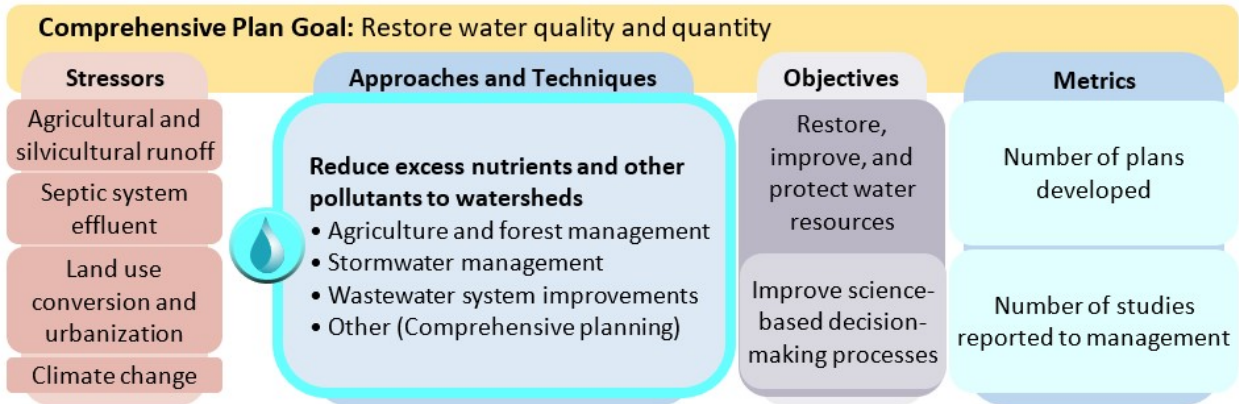 Comprehensive Plan Goal: Restore water quality and quantity
Stressors
Agricultural and
silvicultural runoff
Septic system
effluent
Land use
conversion and
urbanization
Climate change
Approaches and Techniques
Reduce excess nutrients and other
pollutants to watersheds
• Agriculture and forest management
• Stormwater management
• Wastewater system improvements
• Other (Comprehensive planning)
Objectives
Restore,
improve, and
protect water
resources
Improve science-
based decision-
making processes
Metrics
Number of plans
developed
Number of studies
reported to management